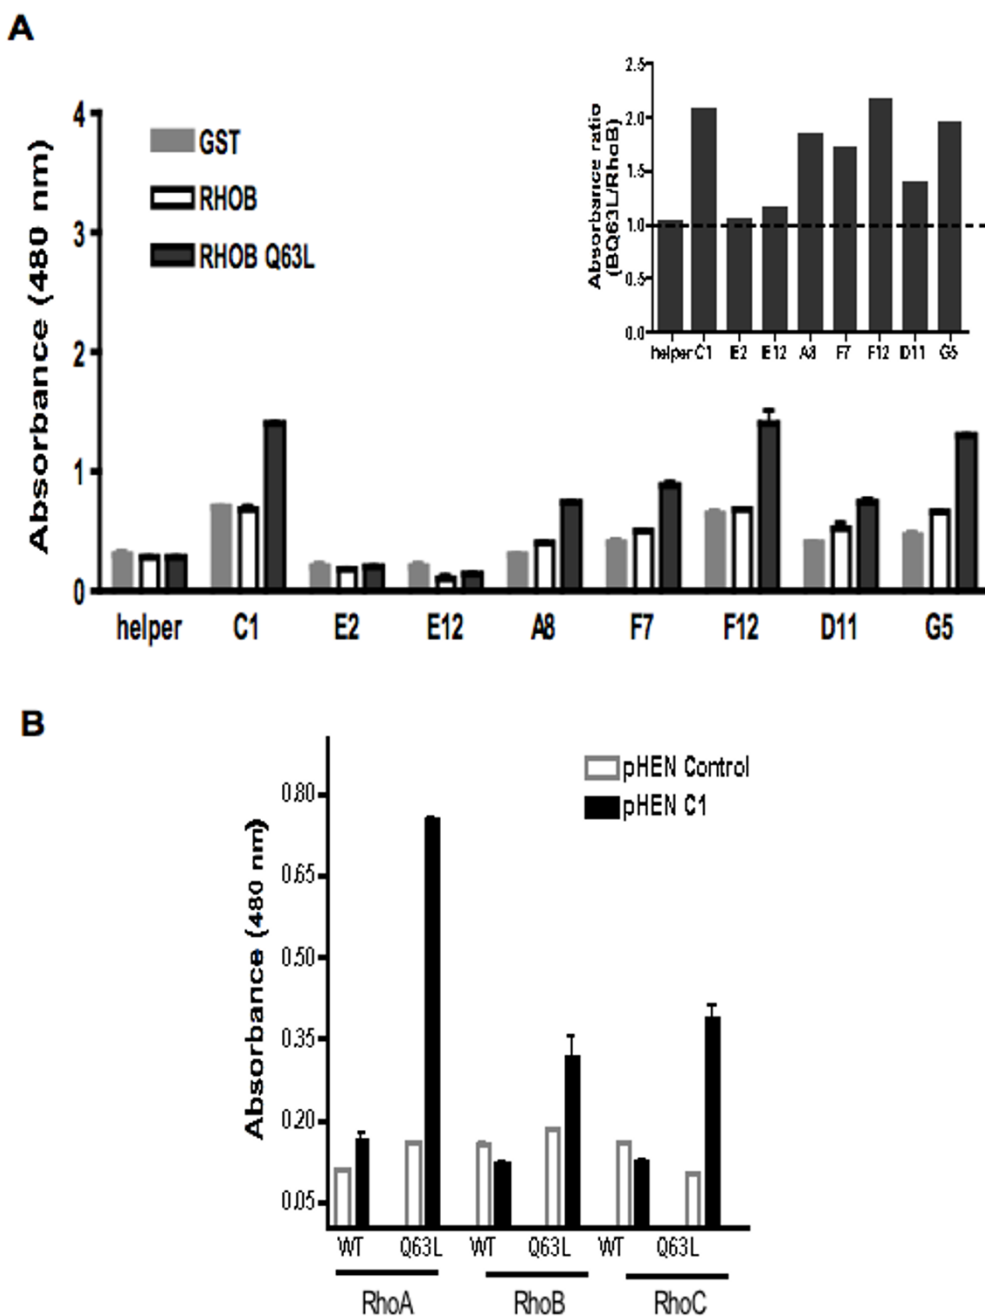 A
Absorbance (480 nm)
4
3
2
1
0
GST
RHOB
RHOB Q63L
helper C1 E2 E12 A8 F7 F12 D11 G5
Absorbance ratio
(BQ63L/RhoB)
2.5
2.0
1.5
1.0
0.5
0.0
helper C1 E2 E12 A8 F7 F12 D11 G5
B
Absorbance (480 nm)
0.80
0.65
0.50
0.35
0.20
0.05
pHEN Control
pHEN C1
WT Q63L WT Q63L WT Q63L
RhoA RhoB RhoC